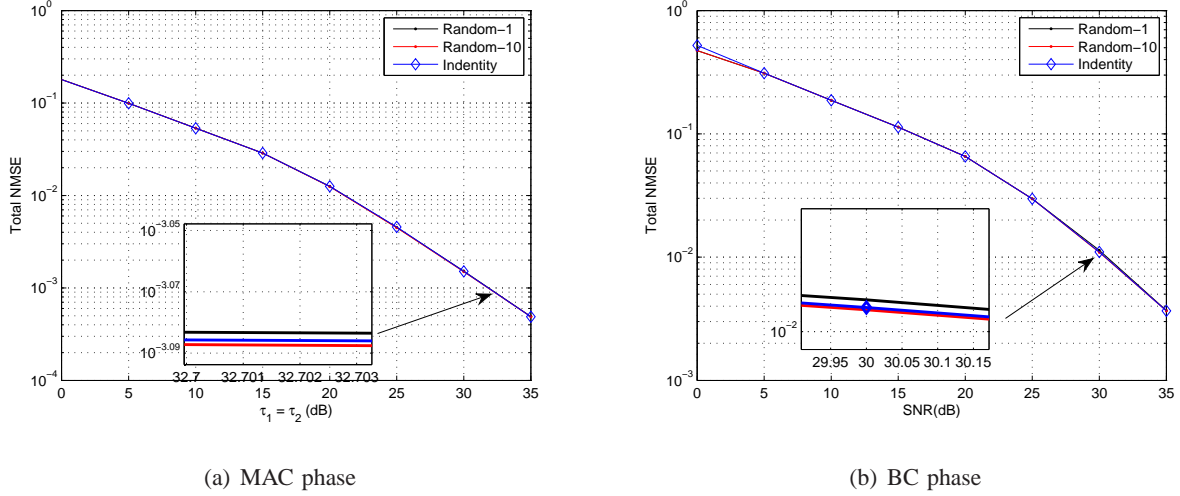 10^0
10^-1
10^-2
10^-3
10^-4
Total NMSE
Random-1
Random-10
Indentity
10^-3.05
10^-3.07
10^-3.09
32.7 32.701 32.702 32.703
0 5 10 15 20 25 30 35
τ_1 = τ_2 (dB)
(a) MAC phase
10^0
10^-1
10^-2
10^-3
Total NMSE
Random-1
Random-10
Indentity
10^-2
29.95 30 30.05 30.1 30.15
0 5 10 15 20 25 30 35
SNR(dB)
(b) BC phase